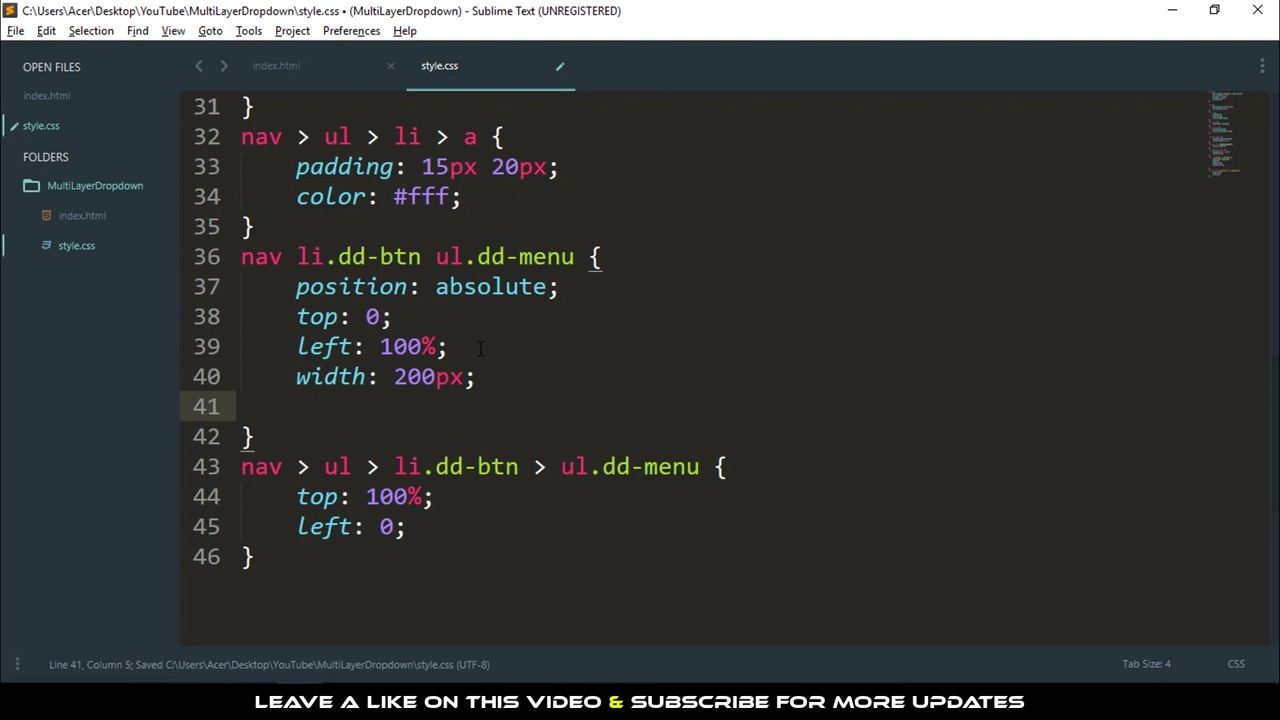 C:\Users\Acer\Desktop\YouTube\MultiLayerDropdown\style.css • (MultiLayerDropdown) - Sublime Text (UNREGISTERED)
File Edit Selection Find View Goto Tools Project Preferences Help
OPEN FILES
index.html
style.css
FOLDERS
MultiLayerDropdown
index.html
style.css
index.html × style.css
31 }
32 nav > ul > li > a {
33     padding: 15px 20px;
34     color: #fff;
35 }
36 nav li.dd-btn ul.dd-menu {
37     position: absolute;
38     top: 0;
39     left: 100%;
40     width: 200px;
41
42 }
43 nav > ul > li.dd-btn > ul.dd-menu {
44     top: 100%;
45     left: 0;
46 }
Line 41, Column 5; Saved C:\Users\Acer\Desktop\YouTube\MultiLayerDropdown\style.css (UTF-8) Tab Size: 4 CSS
LEAVE A LIKE ON THIS VIDEO & SUBSCRIBE FOR MORE UPDATES